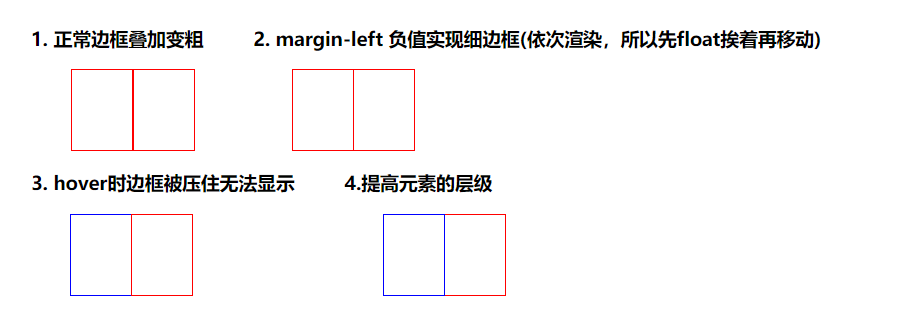 1. 正常边框叠加变粗
2. margin-left 负值实现细边框(依次渲染，所以先float挨着再移动)
3. hover时边框被压住无法显示
4.提高元素的层级